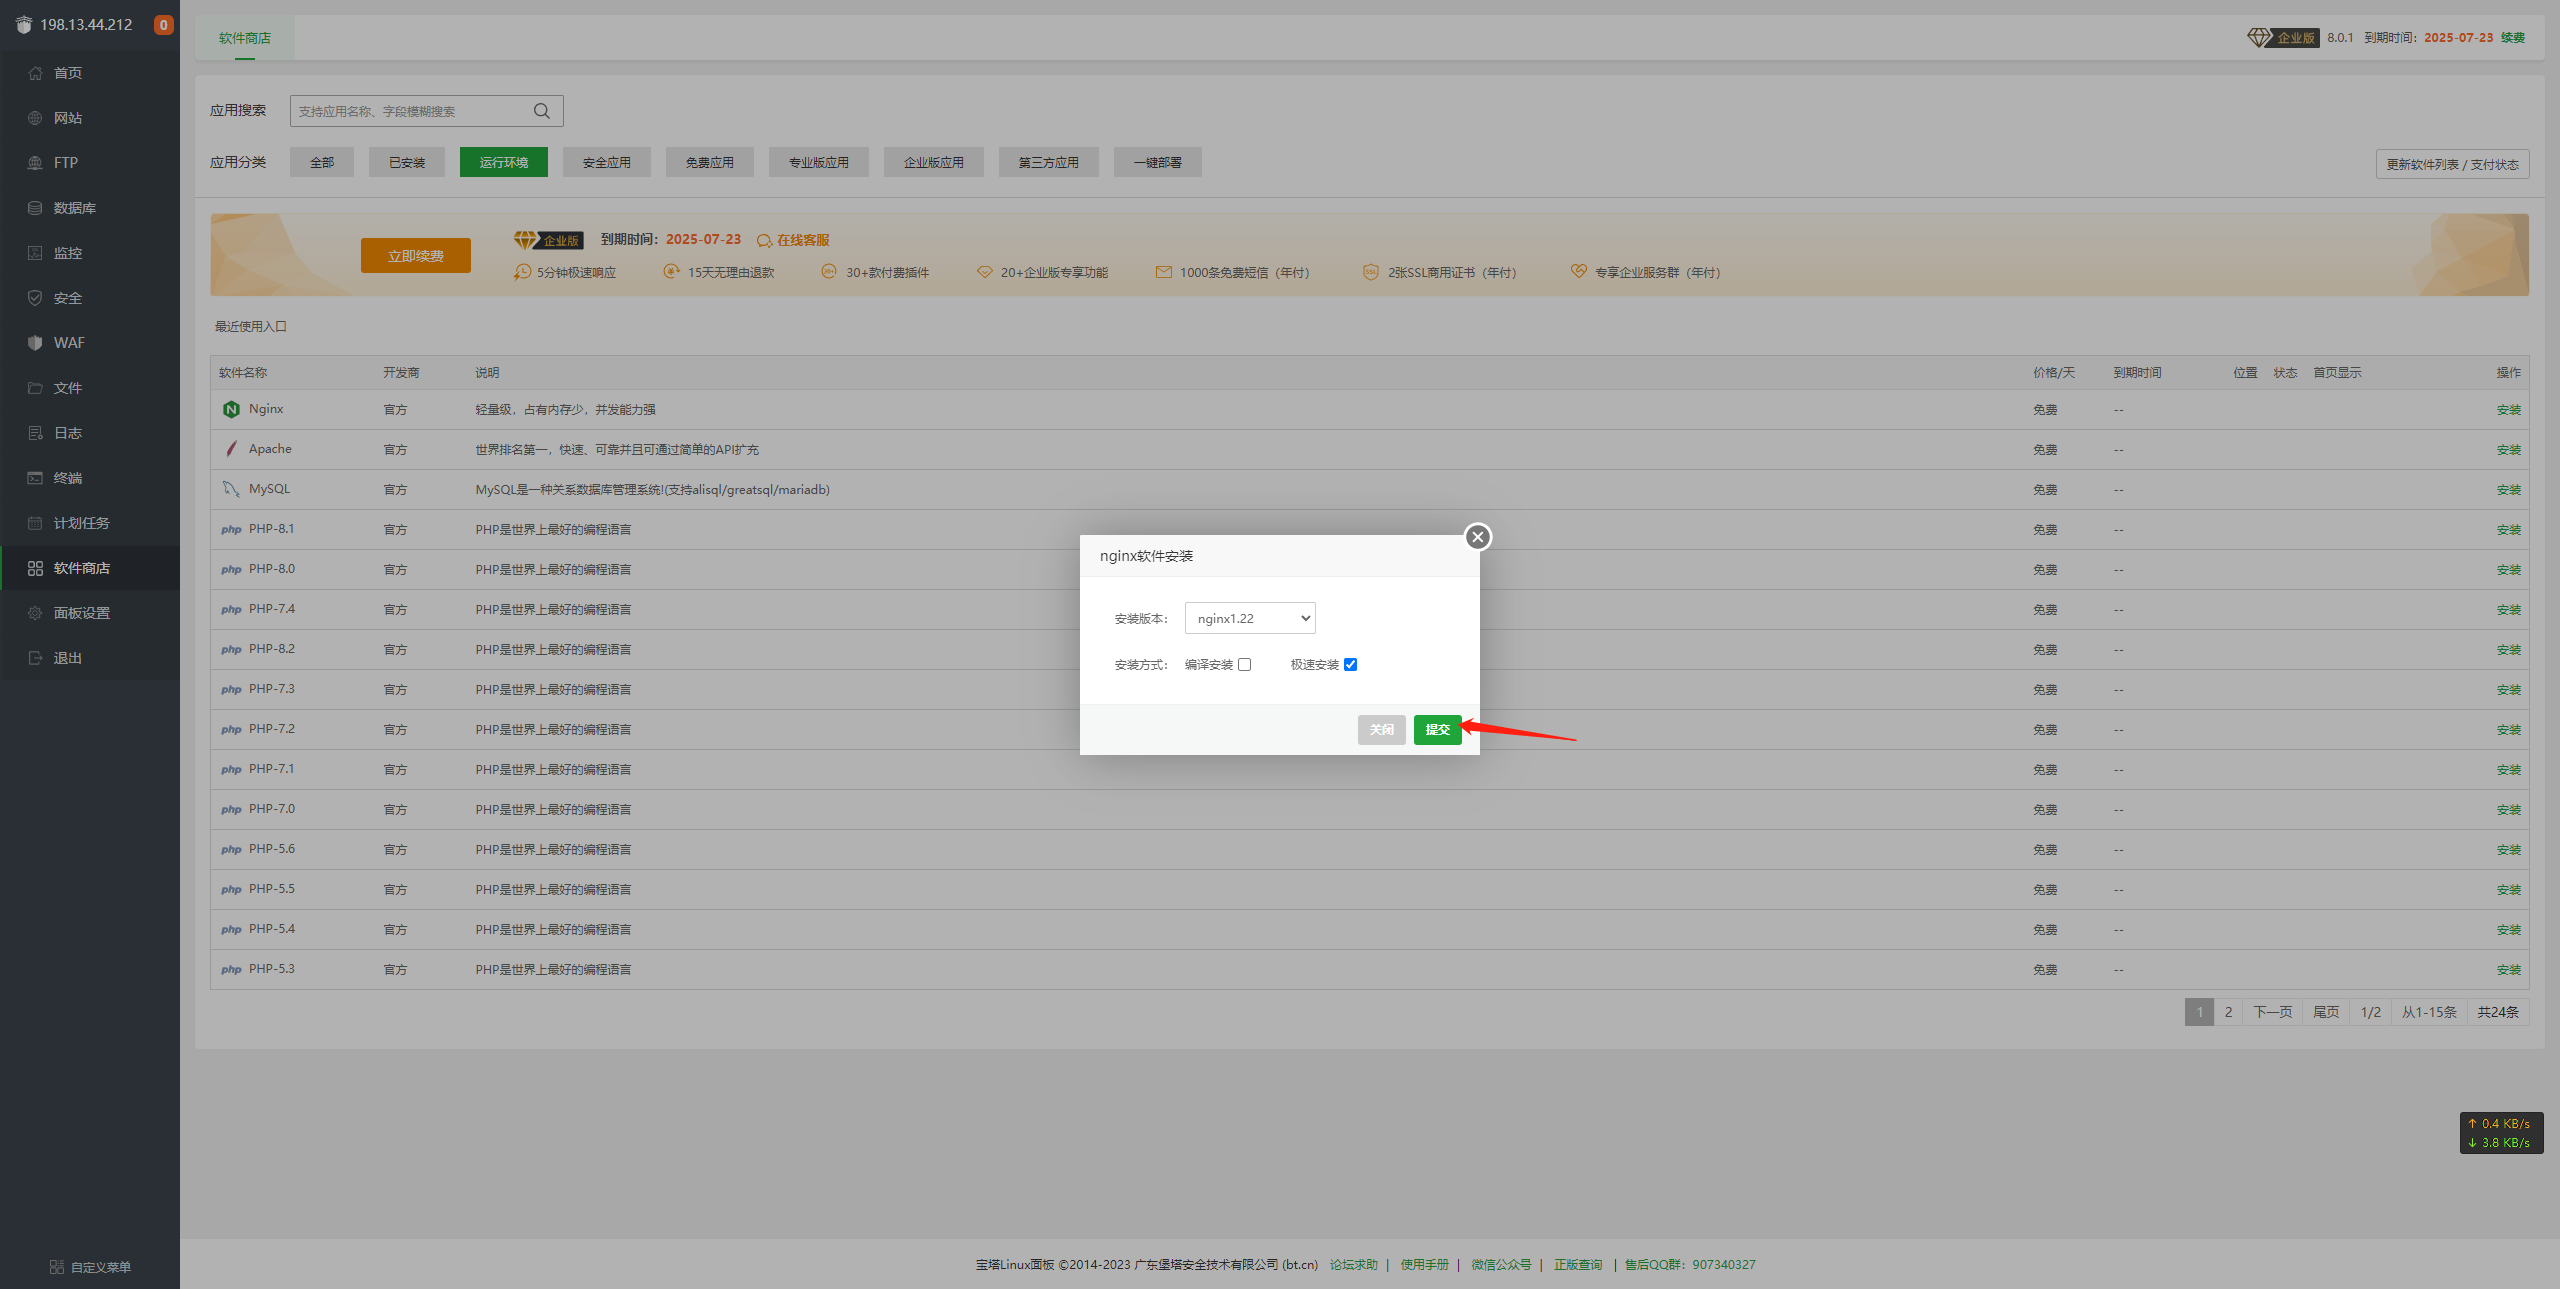 198.13.44.212 0
首页
网站
FTP
数据库
监控
安全
WAF
文件
日志
终端
计划任务
软件商店
面板设置
退出
自定义菜单
软件商店
企业版 8.0.1 到期时间: 2025-07-23 续费
应用搜索 支持应用名称、字段模糊搜索
应用分类 全部 已安装 运行环境 安全应用 免费应用 专业版应用 企业版应用 第三方应用 一键部署 更新软件列表 / 支付状态
立即续费
企业版 到期时间: 2025-07-23 在线客服
5分钟极速响应 15天无理由退款 30+款付费插件 20+企业版专享功能 1000条免费短信（年付） 2张SSL商用证书（年付） 专享企业服务群（年付）
最近使用入口
软件名称 开发商 说明 价格/天 到期时间 位置 状态 首页显示 操作
Nginx 官方 轻量级，占有内存少，并发能力强 免费 -- 安装
Apache 官方 世界排名第一，快速、可靠并且可通过简单的API扩充 免费 -- 安装
MySQL 官方 MySQL是一种关系数据库管理系统!(支持alisql/greatsql/mariadb) 免费 -- 安装
php PHP-8.1 官方 PHP是世界上最好的编程语言 免费 -- 安装
php PHP-8.0 官方 PHP是世界上最好的编程语言 免费 -- 安装
php PHP-7.4 官方 PHP是世界上最好的编程语言 免费 -- 安装
php PHP-8.2 官方 PHP是世界上最好的编程语言 免费 -- 安装
php PHP-7.3 官方 PHP是世界上最好的编程语言 免费 -- 安装
php PHP-7.2 官方 PHP是世界上最好的编程语言 免费 -- 安装
php PHP-7.1 官方 PHP是世界上最好的编程语言 免费 -- 安装
php PHP-7.0 官方 PHP是世界上最好的编程语言 免费 -- 安装
php PHP-5.6 官方 PHP是世界上最好的编程语言 免费 -- 安装
php PHP-5.5 官方 PHP是世界上最好的编程语言 免费 -- 安装
php PHP-5.4 官方 PHP是世界上最好的编程语言 免费 -- 安装
php PHP-5.3 官方 PHP是世界上最好的编程语言 免费 -- 安装
1 2 下一页 尾页 1/2 从1-15条 共24条
nginx软件安装
安装版本: nginx1.22
安装方式: 编译安装 极速安装
关闭 提交
↑ 0.4 KB/s
↓ 3.8 KB/s
宝塔Linux面板 ©2014-2023 广东堡塔安全技术有限公司 (bt.cn) 论坛求助 | 使用手册 | 微信公众号 | 正版查询 | 售后QQ群: 907340327